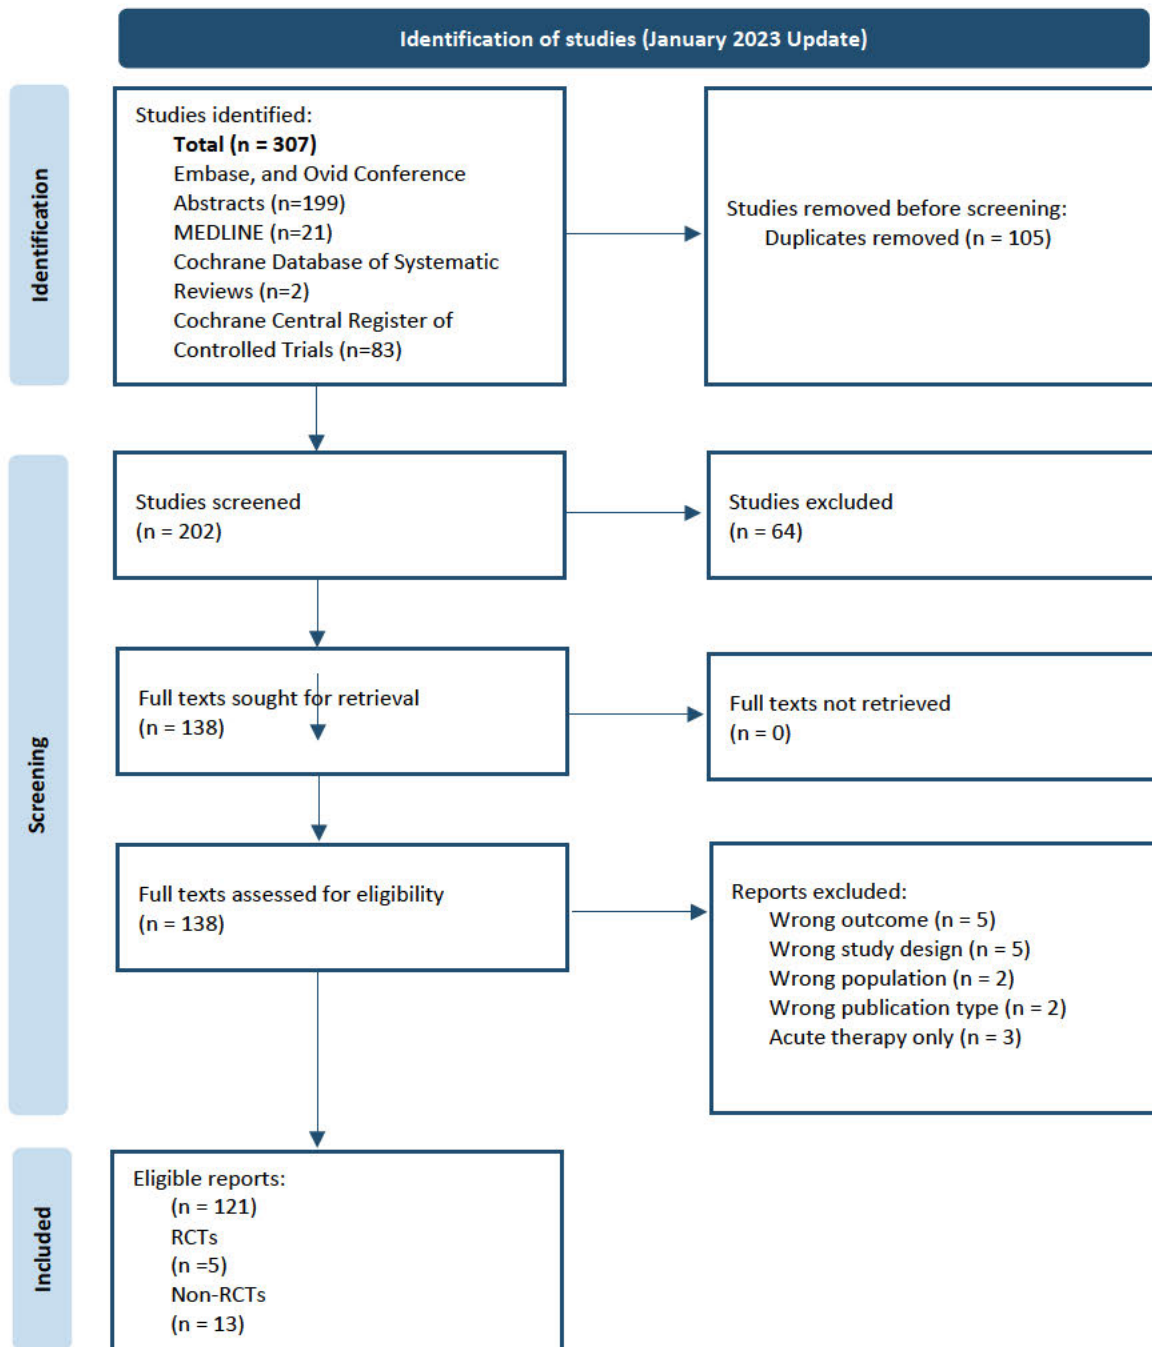 Identification of studies (January 2023 Update)
Identification
Studies identified:
Total (n = 307)
Embase, and Ovid Conference
Abstracts (n=199)
MEDLINE (n=21)
Cochrane Database of Systematic
Reviews (n=2)
Cochrane Central Register of
Controlled Trials (n=83)
Studies removed before screening:
Duplicates removed (n = 105)
Screening
Studies screened
(n = 202)
Studies excluded
(n = 64)
Full texts sought for retrieval
(n = 138)
Full texts not retrieved
(n = 0)
Full texts assessed for eligibility
(n = 138)
Reports excluded:
Wrong outcome (n = 5)
Wrong study design (n = 5)
Wrong population (n = 2)
Wrong publication type (n = 2)
Acute therapy only (n = 3)
Included
Eligible reports:
(n = 121)
RCTs
(n =5)
Non-RCTs
(n = 13)